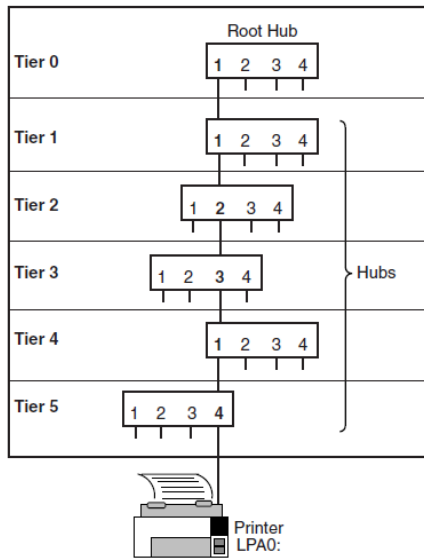 Root Hub
Tier 0
1 2 3 4
Tier 1
1 2 3 4
Tier 2
1 2 3 4
Tier 3
1 2 3 4
Hubs
Tier 4
1 2 3 4
Tier 5
1 2 3 4
Printer
LPA0: